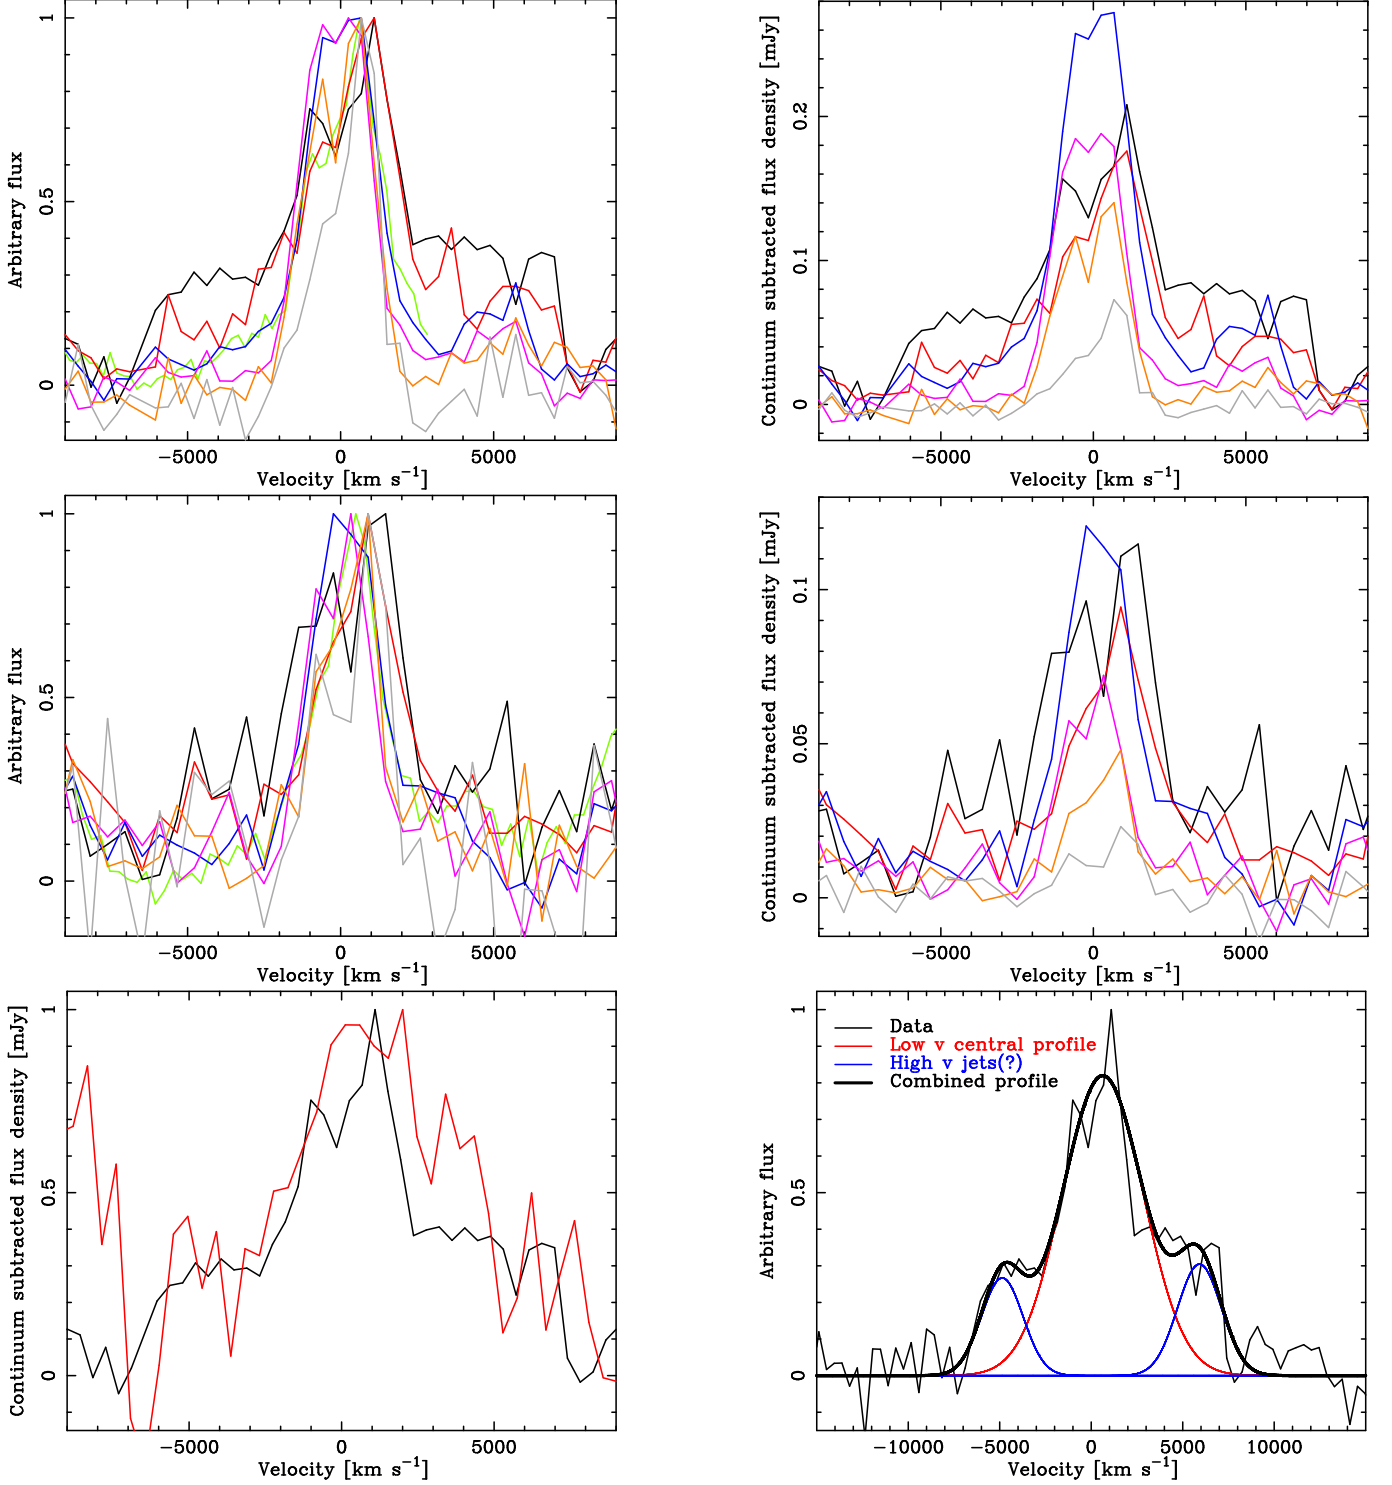 1
0.5
0
Arbitrary flux
−5000 0 5000
Velocity [km s⁻¹]
0.2
0.1
0
Continuum subtracted flux density [mJy]
−5000 0 5000
Velocity [km s⁻¹]
1
0.5
0
Arbitrary flux
−5000 0 5000
Velocity [km s⁻¹]
0.1
0.05
0
Continuum subtracted flux density [mJy]
−5000 0 5000
Velocity [km s⁻¹]
1
0.5
0
Continuum subtracted flux density [mJy]
−5000 0 5000
Velocity [km s⁻¹]
Data
Low v central profile
High v jets(?)
Combined profile
1
0.5
0
Arbitrary flux
−10000 −5000 0 5000 10000
Velocity [km s⁻¹]